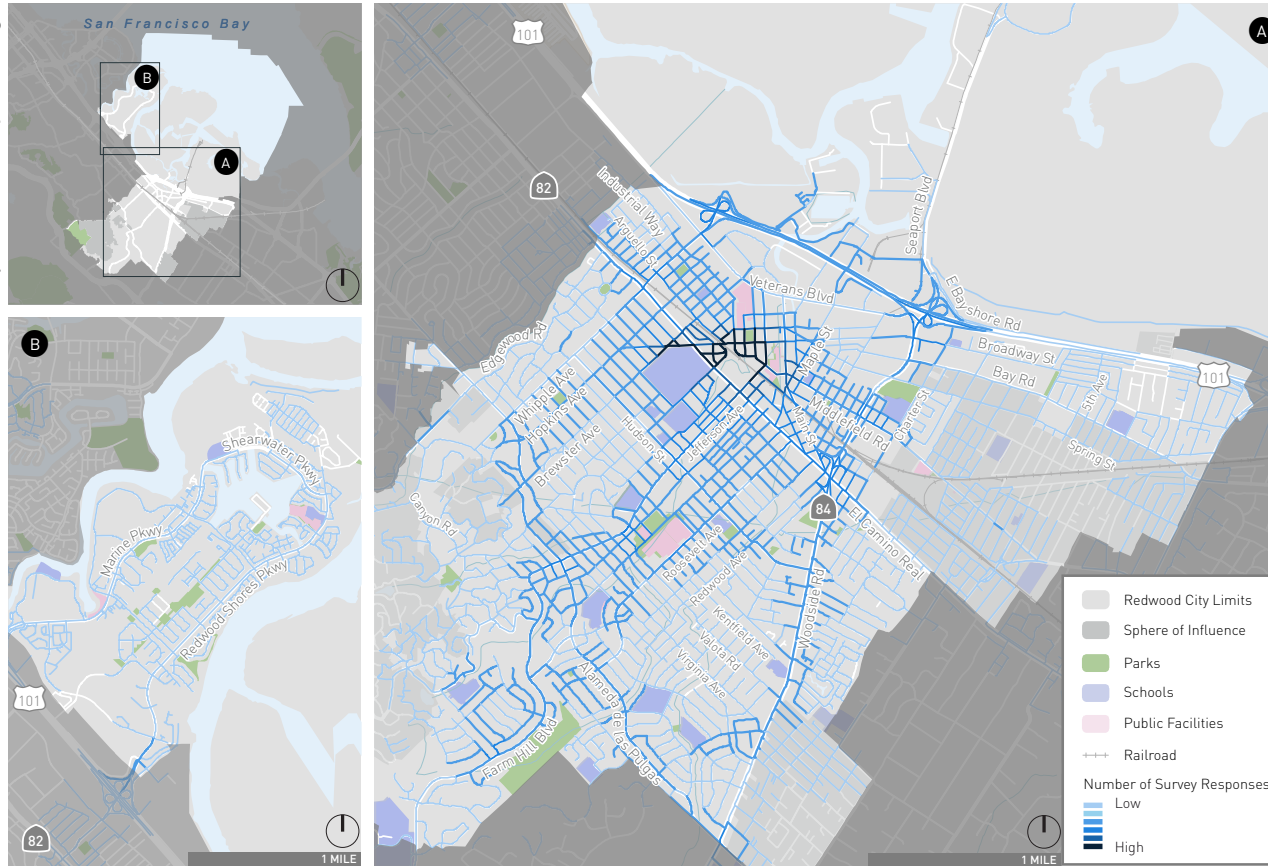 San Francisco Bay
B
A
B
Shearwater Pkwy
Marine Pkwy
Redwood Shores Pkwy
101
82
1 MILE
A
101
82
Industrial Way
Arguello St
Veterans Blvd
Seaport Blvd
E Bayshore Rd
Broadway St
Bay Rd
5th Ave
101
Edgewood Rd
Whipple Ave
Hopkins Ave
Brewster Ave
Hudson St
Jefferson Ave
Maple St
Main St
Middlefield Rd
Charter St
Spring St
Canyon Rd
84
El Camino Real
Roosevelt Ave
Redwood Ave
Woodside Rd
Kentfield Ave
Valota Rd
Virginia Ave
Alameda de las Pulgas
Farm Hill Blvd
1 MILE
Redwood City Limits
Sphere of Influence
Parks
Schools
Public Facilities
Railroad
Number of Survey Responses
Low
High